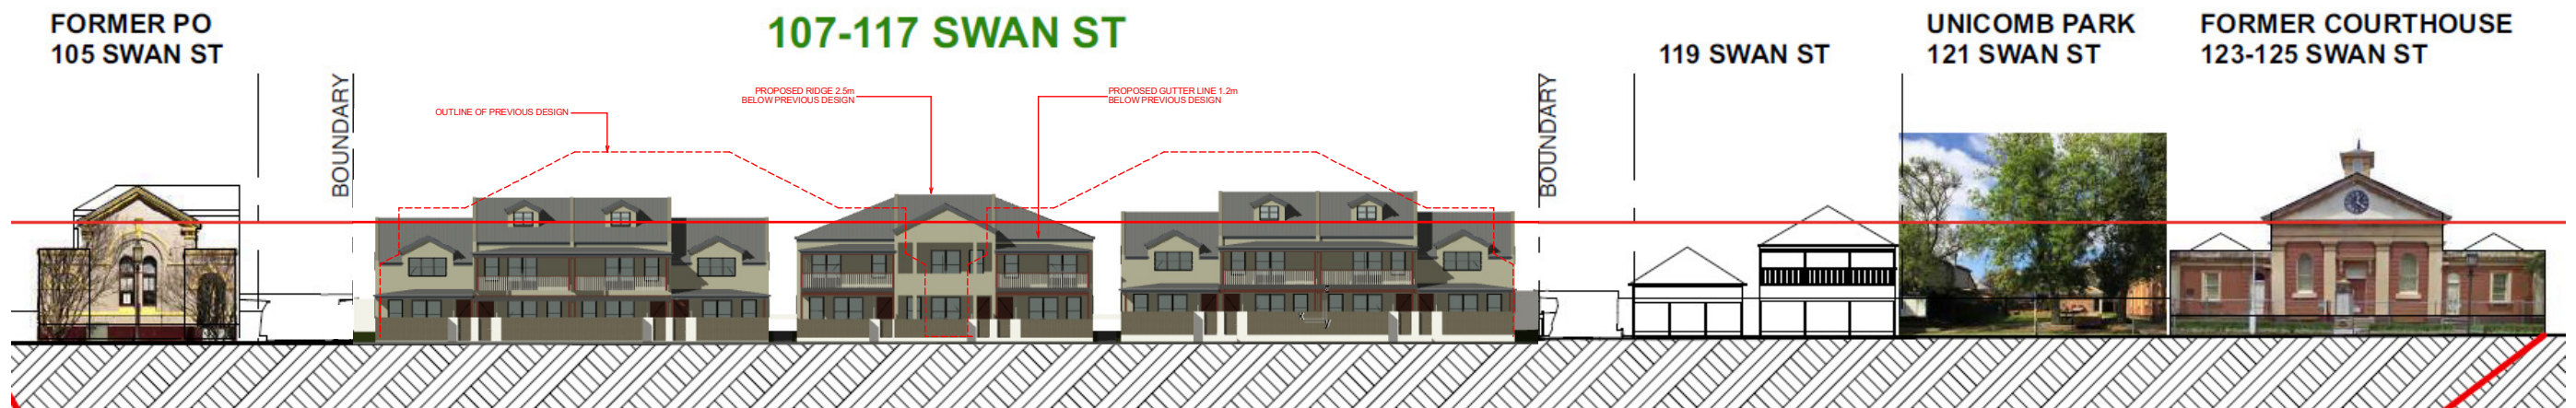 FORMER PO
105 SWAN ST
107-117 SWAN ST
119 SWAN ST
UNICOMB PARK
121 SWAN ST
FORMER COURTHOUSE
123-125 SWAN ST
BOUNDARY
OUTLINE OF PREVIOUS DESIGN
PROPOSED RIDGE 2.5m
BELOW PREVIOUS DESIGN
PROPOSED GUTTER LINE 1.2m
BELOW PREVIOUS DESIGN
BOUNDARY
X
y